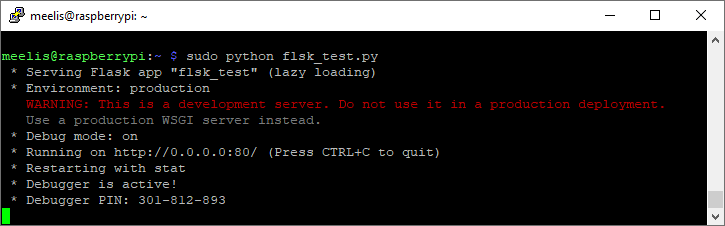 meelis@raspberrypi: ~
meelis@raspberrypi:~ $ sudo python flsk_test.py
 * Serving Flask app "flsk_test" (lazy loading)
 * Environment: production
   WARNING: This is a development server. Do not use it in a production deployment.
   Use a production WSGI server instead.
 * Debug mode: on
 * Running on http://0.0.0.0:80/ (Press CTRL+C to quit)
 * Restarting with stat
 * Debugger is active!
 * Debugger PIN: 301-812-893